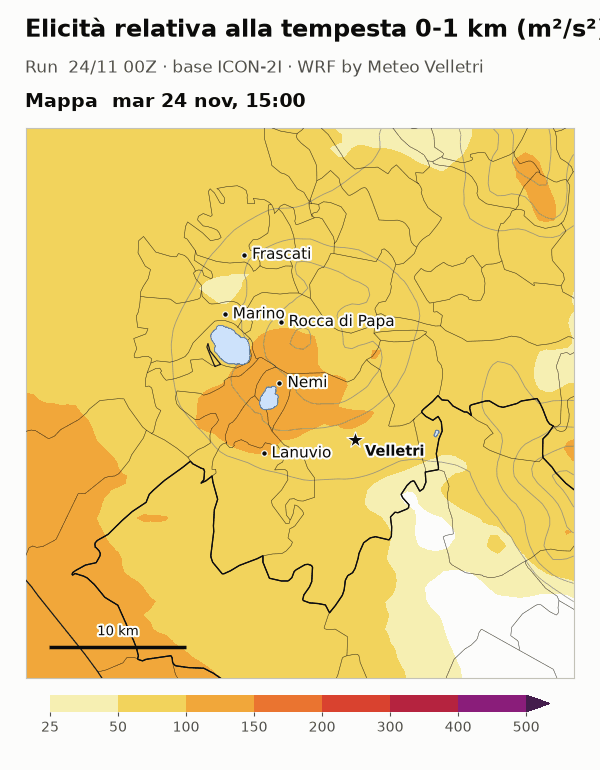 Elicità relativa alla tempesta 0-1 km (m²/s²)
Run 24/11 00Z · base ICON-2I · WRF by Meteo Velletri
Mappa mar 24 nov, 15:00
Frascati
Marino
Rocca di Papa
Nemi
Velletri
Lanuvio
10 km
25 50 100 150 200 300 400 500